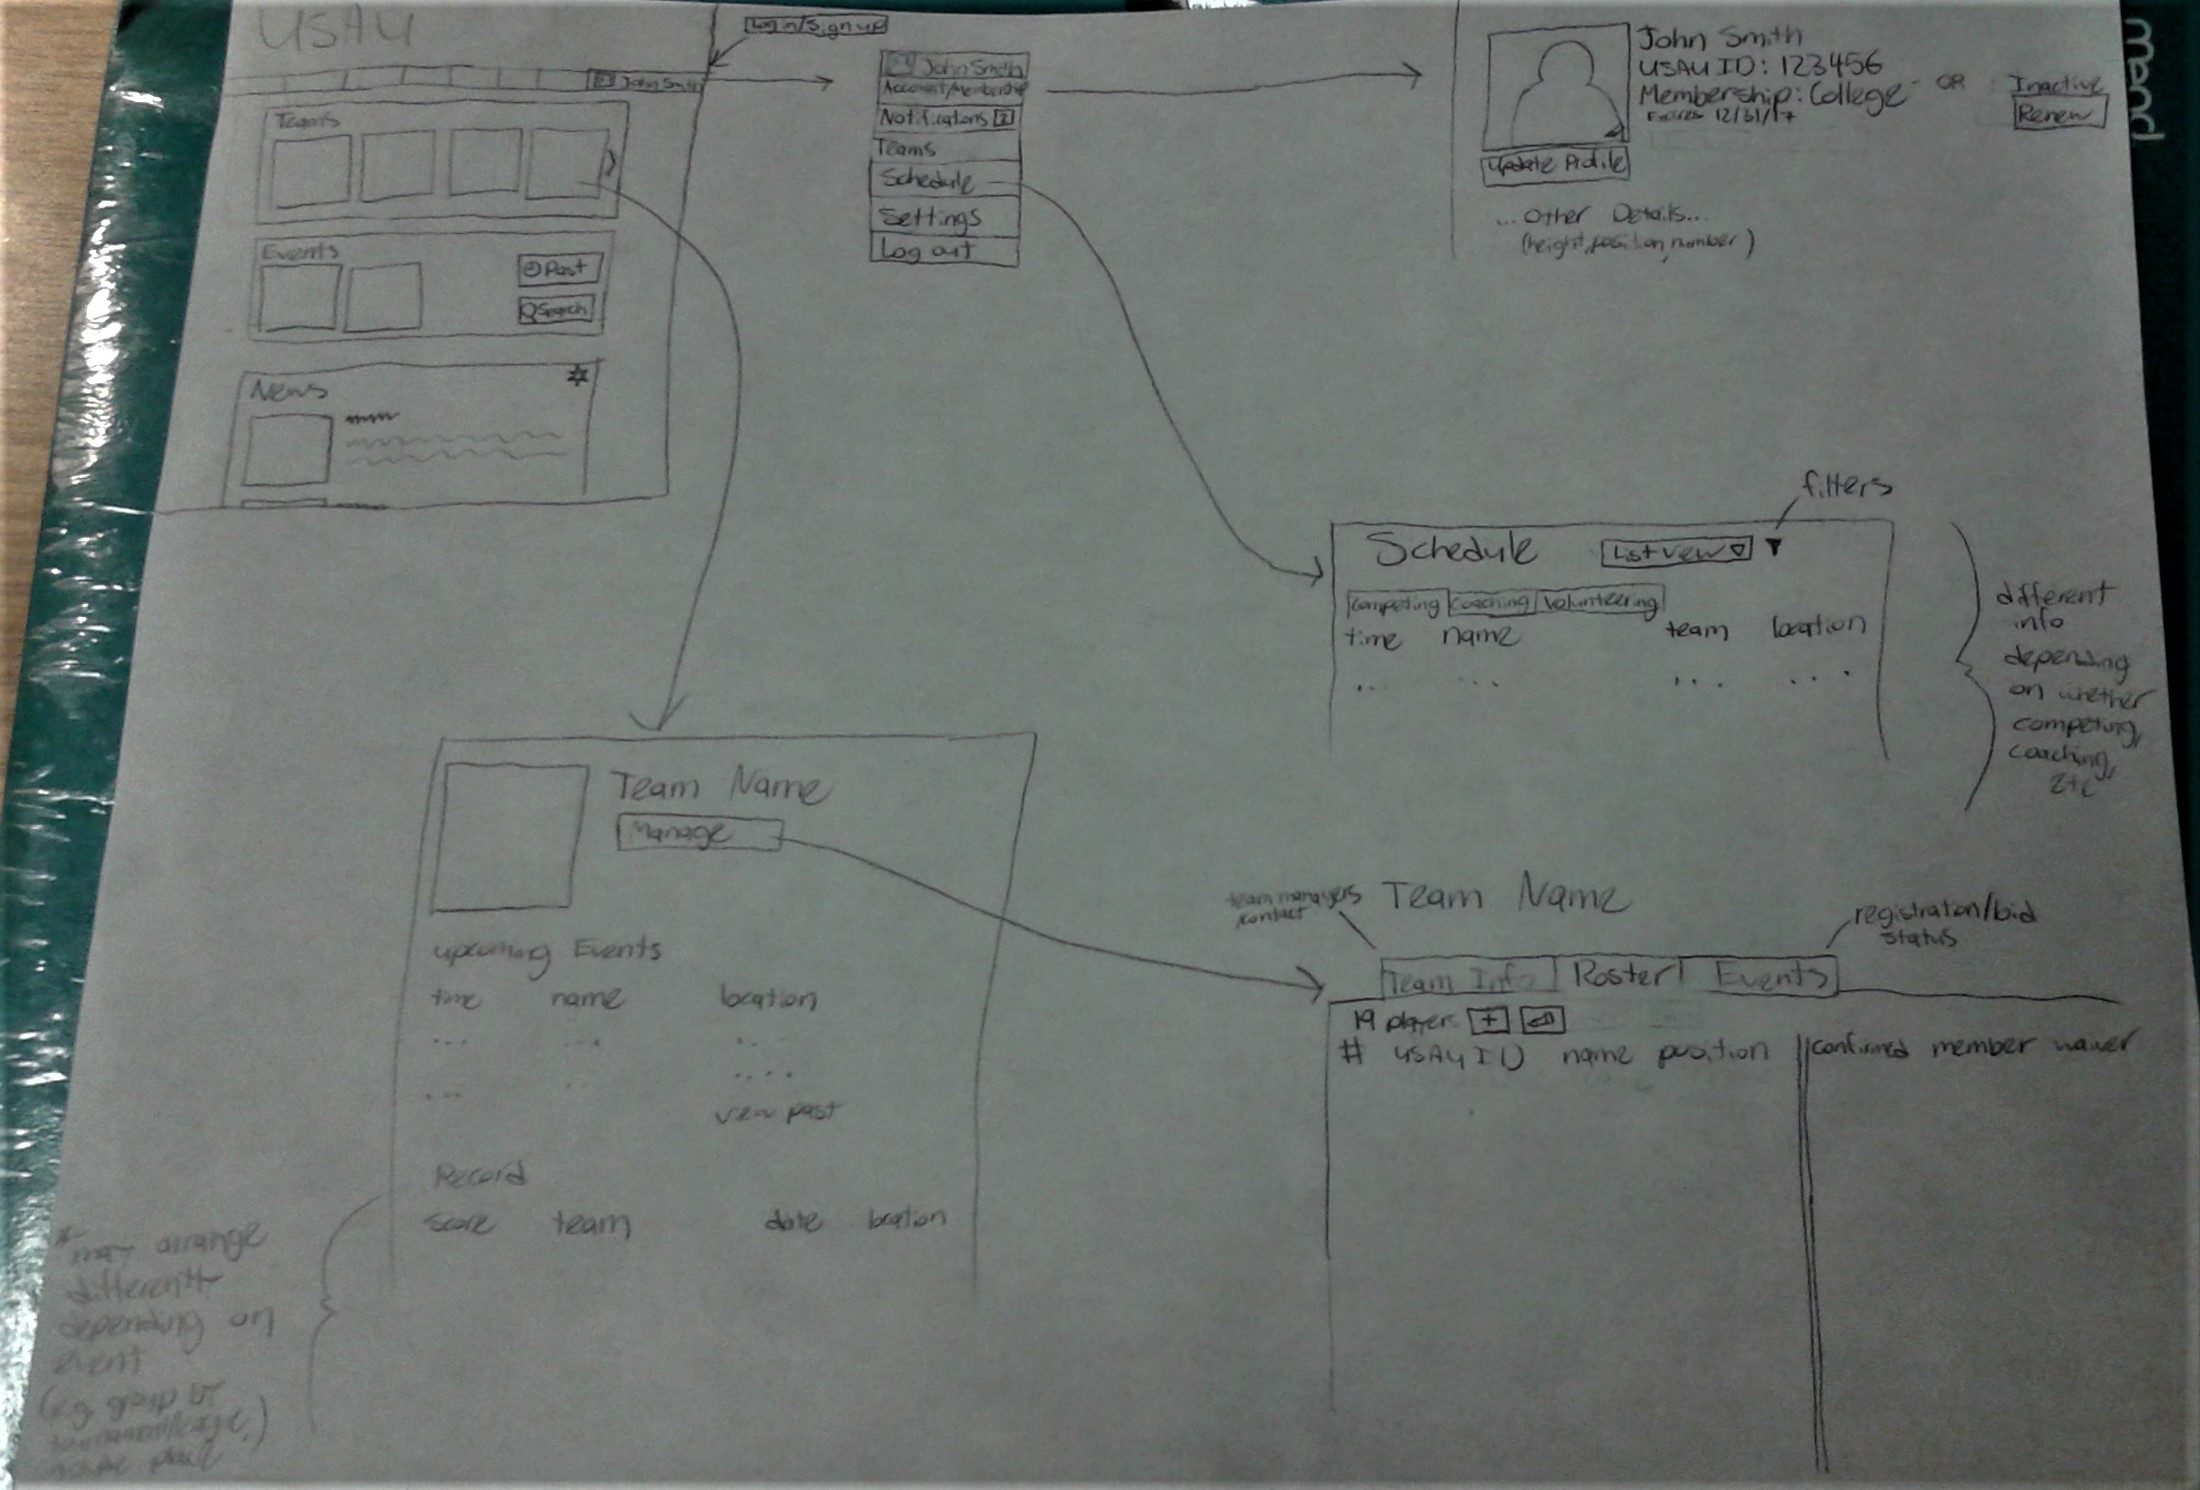 USAU
Log in/Sign up
John Smith
Teams
Events
Past
Search
News
John Smith
Account/Membership
Notifications 2
Teams
Schedule
Settings
Log out
John Smith
USAU ID: 123456
Membership: College
Expires 12/31/17
OR
Inactive
Renew
Update Profile
... Other Details...
(height, position, number)
filters
Schedule
List view
competing coaching volunteering
time name team location
... ... ... ...
different
info
depending
on whether
competing,
coaching,
etc
Team Name
Manage
upcoming Events
time name location
... ... ...
... .. ....
view past
Record
score team date location
* may arrange
differently
depending on
event
(e.g. group by
tournament/league,)
include place
team managers
contact
Team Name
registration/bid
status
Team Info Roster Events
19 players +
# USAU ID name position confirmed member waiver
mead